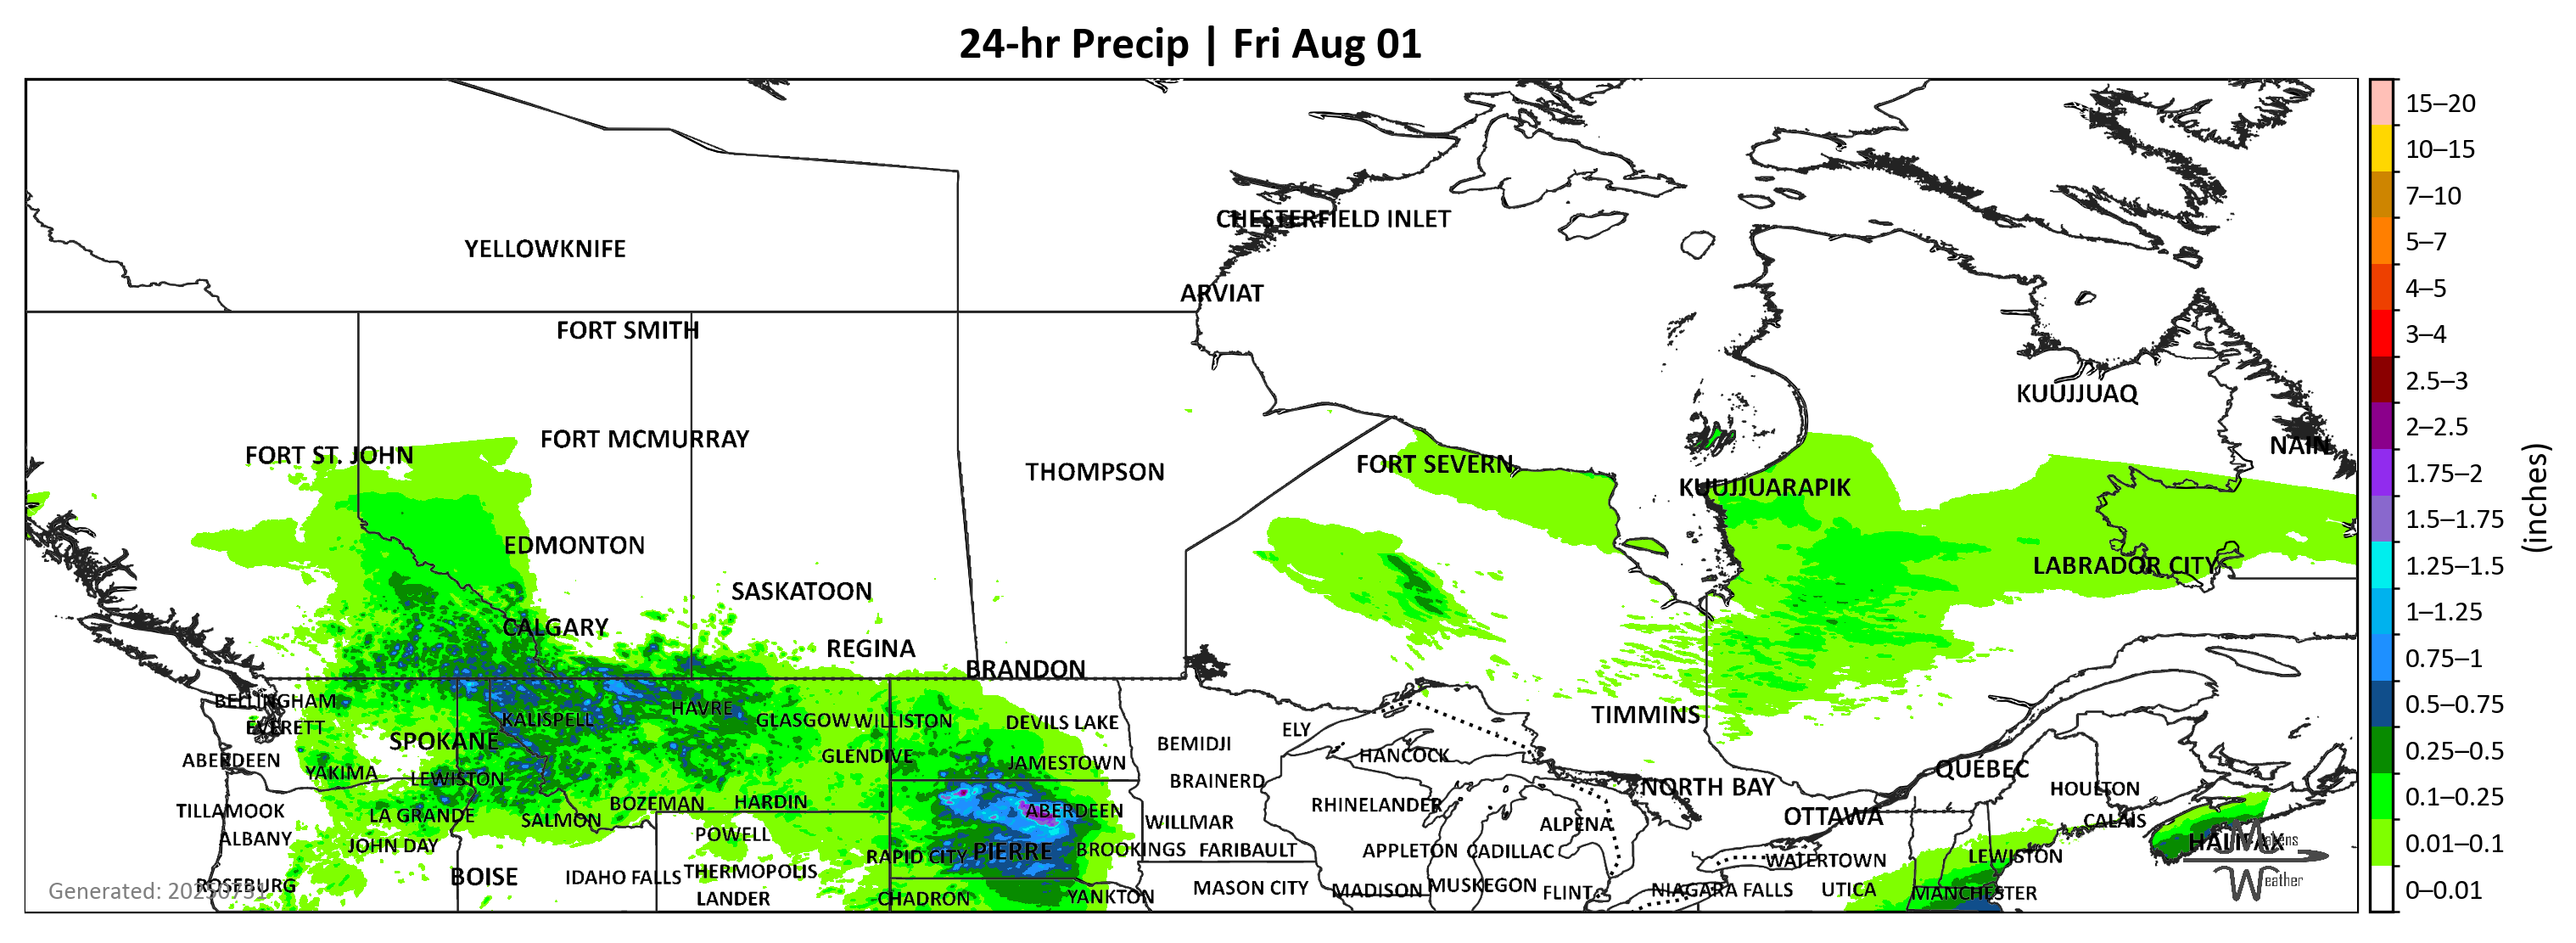 24-hr Precip | Fri Aug 01
CHESTERFIELD INLET
YELLOWKNIFE
ARVIAT
FORT SMITH
KUUJJUAQ
FORT MCMURRAY
NAIN
FORT ST. JOHN
FORT SEVERN
THOMPSON
KUUJJUARAPIK
EDMONTON
LABRADOR CITY
SASKATOON
CALGARY
REGINA
BRANDON
BELLINGHAM
HAVRE
TIMMINS
KALISPELL
GLASGOW WILLISTON
DEVILS LAKE
EVERETT
ELY
SPOKANE
BEMIDJI
HANCOCK
GLENDIVE
ABERDEEN
JAMESTOWN
QUÉBEC
YAKIMA
LEWISTON
BRAINERD
NORTH BAY
HOULTON
BOZEMAN
HARDIN
RHINELANDER
TILLAMOOK
ABERDEEN
LA GRANDE
SALMON
WILLMAR
ALPENA
OTTAWA
CALAIS
ALBANY
POWELL
HALIFAX
JOHN DAY
RAPID CITY
PIERRE
BROOKINGS
FARIBAULT
APPLETON
CADILLAC
WATERTOWN
LEWISTON
BOISE
IDAHO FALLS
THERMOPOLIS
ROSEBURG
MASON CITY
MADISON
MUSKEGON
FLINT
NIAGARA FALLS
UTICA
MANCHESTER
LANDER
CHADRON
YANKTON
Weather
15–20
10–15
7–10
5–7
4–5
3–4
2.5–3
2–2.5
1.75–2
1.5–1.75
1.25–1.5
1–1.25
0.75–1
0.5–0.75
0.25–0.5
0.1–0.25
0.01–0.1
0–0.01
(inches)